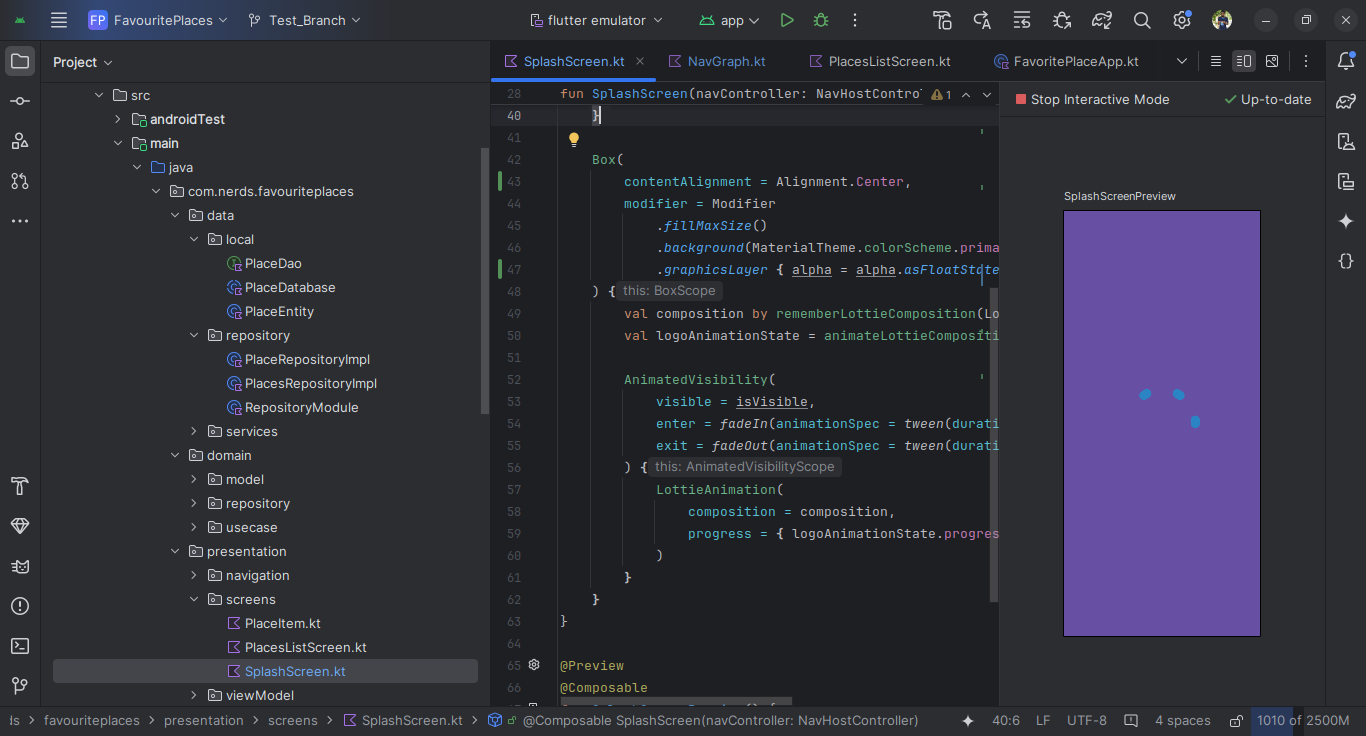 FP FavouritePlaces Test_Branch flutter emulator app
Project
src
androidTest
main
java
com.nerds.favouriteplaces
data
local
PlaceDao
PlaceDatabase
PlaceEntity
repository
PlaceRepositoryImpl
PlacesRepositoryImpl
RepositoryModule
services
domain
model
repository
usecase
presentation
navigation
screens
PlaceItem.kt
PlacesListScreen.kt
SplashScreen.kt
viewModel
SplashScreen.kt NavGraph.kt PlacesListScreen.kt FavoritePlaceApp.kt
28 fun SplashScreen(navController: NavHostContro 1
40 }
41
42 Box(
43 contentAlignment = Alignment.Center,
44 modifier = Modifier
45 .fillMaxSize()
46 .background(MaterialTheme.colorScheme.prima
47 .graphicsLayer { alpha = alpha.asFloatState
48 ) { this: BoxScope
49 val composition by rememberLottieComposition(Lo
50 val logoAnimationState = animateLottieCompositi
51
52 AnimatedVisibility(
53 visible = isVisible,
54 enter = fadeIn(animationSpec = tween(durati
55 exit = fadeOut(animationSpec = tween(durati
56 ) { this: AnimatedVisibilityScope
57 LottieAnimation(
58 composition = composition,
59 progress = { logoAnimationState.progres
60 )
61 }
62 }
63 }
64
65 @Preview
66 @Composable
Stop Interactive Mode Up-to-date
SplashScreenPreview
favouriteplaces presentation screens SplashScreen.kt @Composable SplashScreen(navController: NavHostController) 40:6 LF UTF-8 4 spaces 1010 of 2500M